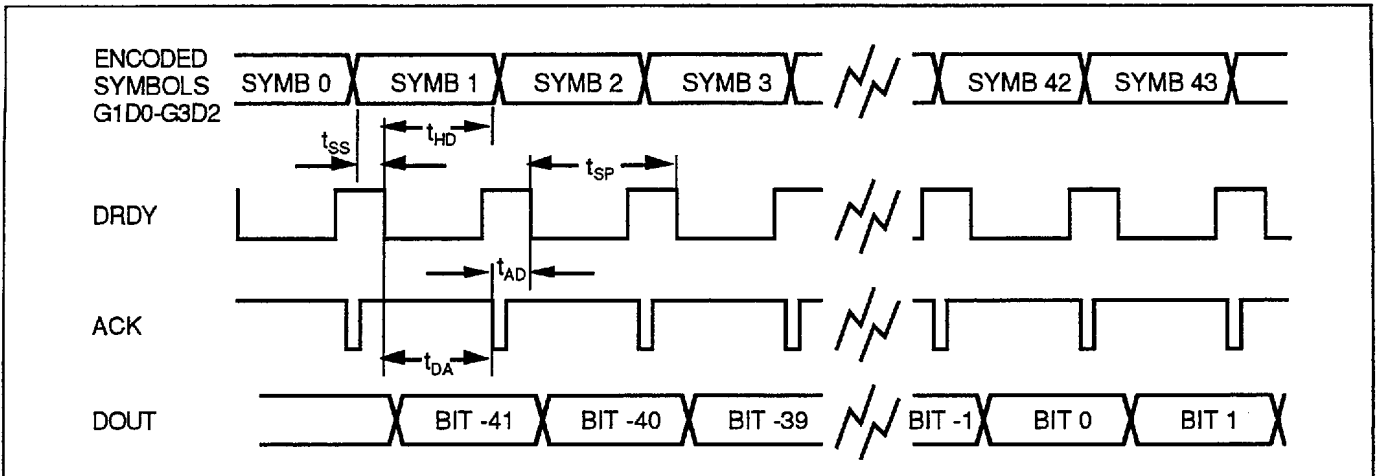 ENCODED
SYMBOLS
G1D0-G3D2
SYMB 0 SYMB 1 SYMB 2 SYMB 3 SYMB 42 SYMB 43
tSS tHD
tSP
DRDY
tAD
ACK
tDA
DOUT
BIT -41 BIT -40 BIT -39 BIT -1 BIT 0 BIT 1